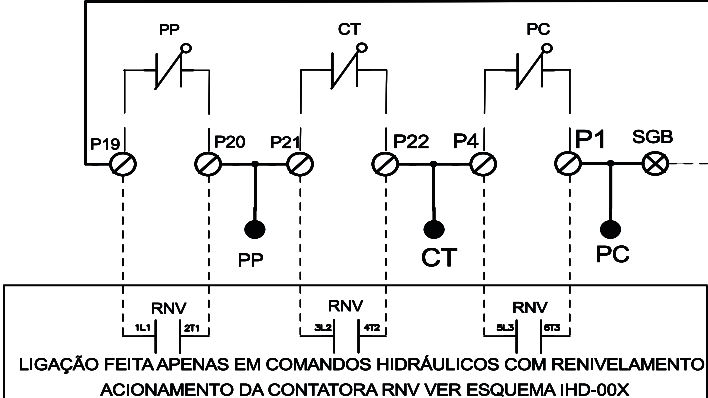 PP CT PC
P19 P20 P21 P22 P4 P1 SGB
PP CT PC
RNV RNV RNV
1L1 2T1 3L2 4T2 5L3 6T3
LIGAÇÃO FEITA APENAS EM COMANDOS HIDRÁULICOS COM RENIVELAMENTO
ACIONAMENTO DA CONTATORA RNV VER ESQUEMA IHD-00X